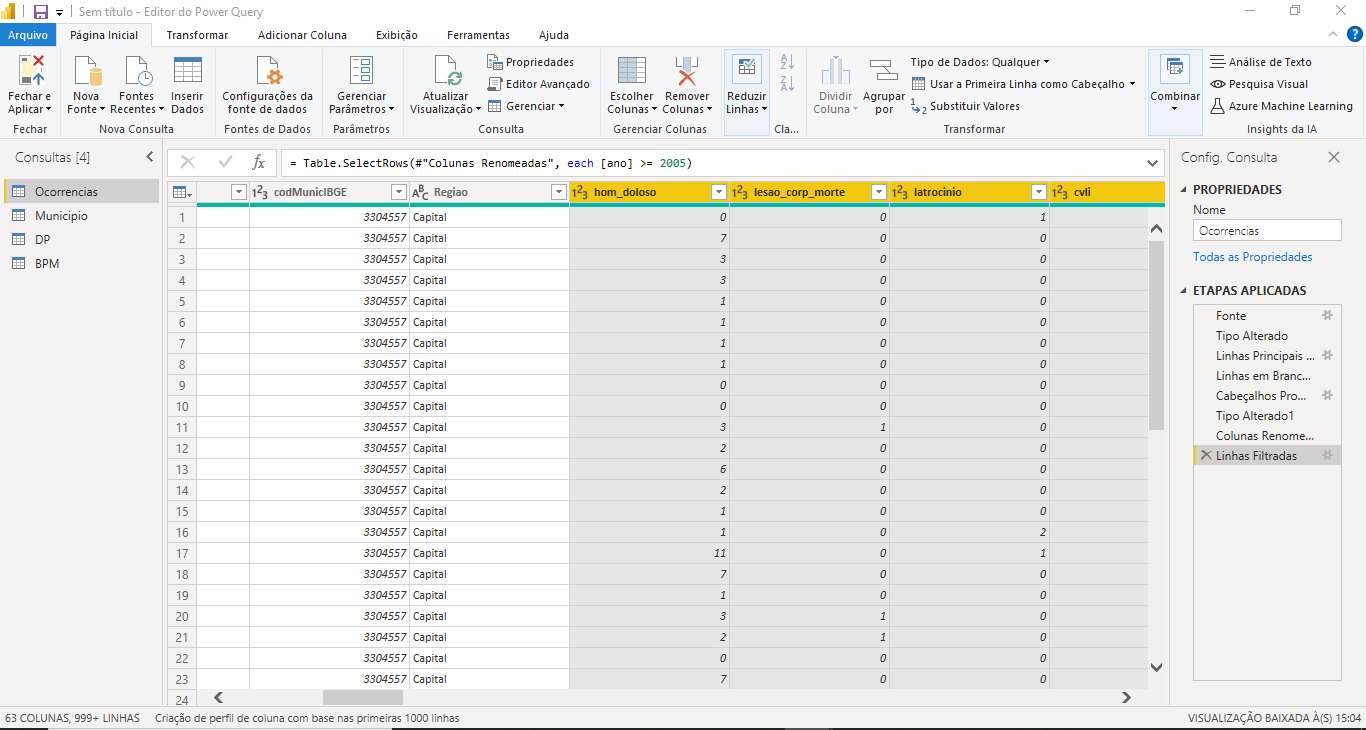 Sem título - Editor do Power Query
Arquivo Página Inicial Transformar Adicionar Coluna Exibição Ferramentas Ajuda
Fechar e Aplicar
Fechar
Nova Fonte
Fontes Recentes
Inserir Dados
Nova Consulta
Configurações da fonte de dados
Fontes de Dados
Gerenciar Parâmetros
Parâmetros
Atualizar Visualização
Propriedades
Editor Avançado
Gerenciar
Consulta
Escolher Colunas
Remover Colunas
Gerenciar Colunas
Reduzir Linhas
Cla...
Dividir Coluna
Agrupar por
Tipo de Dados: Qualquer
Usar a Primeira Linha como Cabeçalho
Substituir Valores
Transformar
Combinar
Análise de Texto
Pesquisa Visual
Azure Machine Learning
Insights da IA
Consultas [4]
Ocorrencias
Municipio
DP
BPM
= Table.SelectRows(#"Colunas Renomeadas", each [ano] >= 2005)
codMunicIBGE Regiao hom_doloso lesao_corp_morte latrocinio cvli
1 3304557 Capital 0 0 1
2 3304557 Capital 7 0 0
3 3304557 Capital 3 0 0
4 3304557 Capital 3 0 0
5 3304557 Capital 1 0 0
6 3304557 Capital 1 0 0
7 3304557 Capital 1 0 0
8 3304557 Capital 1 0 0
9 3304557 Capital 0 0 0
10 3304557 Capital 0 0 0
11 3304557 Capital 3 1 0
12 3304557 Capital 2 0 0
13 3304557 Capital 6 0 0
14 3304557 Capital 2 0 0
15 3304557 Capital 1 0 0
16 3304557 Capital 1 0 2
17 3304557 Capital 11 0 1
18 3304557 Capital 7 0 0
19 3304557 Capital 1 0 0
20 3304557 Capital 3 1 0
21 3304557 Capital 2 1 0
22 3304557 Capital 0 0 0
23 3304557 Capital 7 0 0
24
Config. Consulta
PROPRIEDADES
Nome
Ocorrencias
Todas as Propriedades
ETAPAS APLICADAS
Fonte
Tipo Alterado
Linhas Principais ...
Linhas em Branc...
Cabeçalhos Pro...
Tipo Alterado1
Colunas Renome...
Linhas Filtradas
63 COLUNAS, 999+ LINHAS Criação de perfil de coluna com base nas primeiras 1000 linhas VISUALIZAÇÃO BAIXADA À(S) 15:04